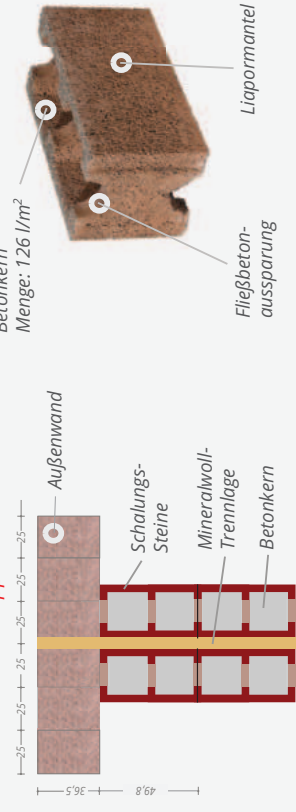 Betonkern
Menge: 126 l/m²
Liapormantel
Fließbeton-
aussparung
25 25 25 25 25 25
Außenwand
36,5
49,8
Schalungs-
Steine
Mineralwoll-
Trennlage
Betonkern